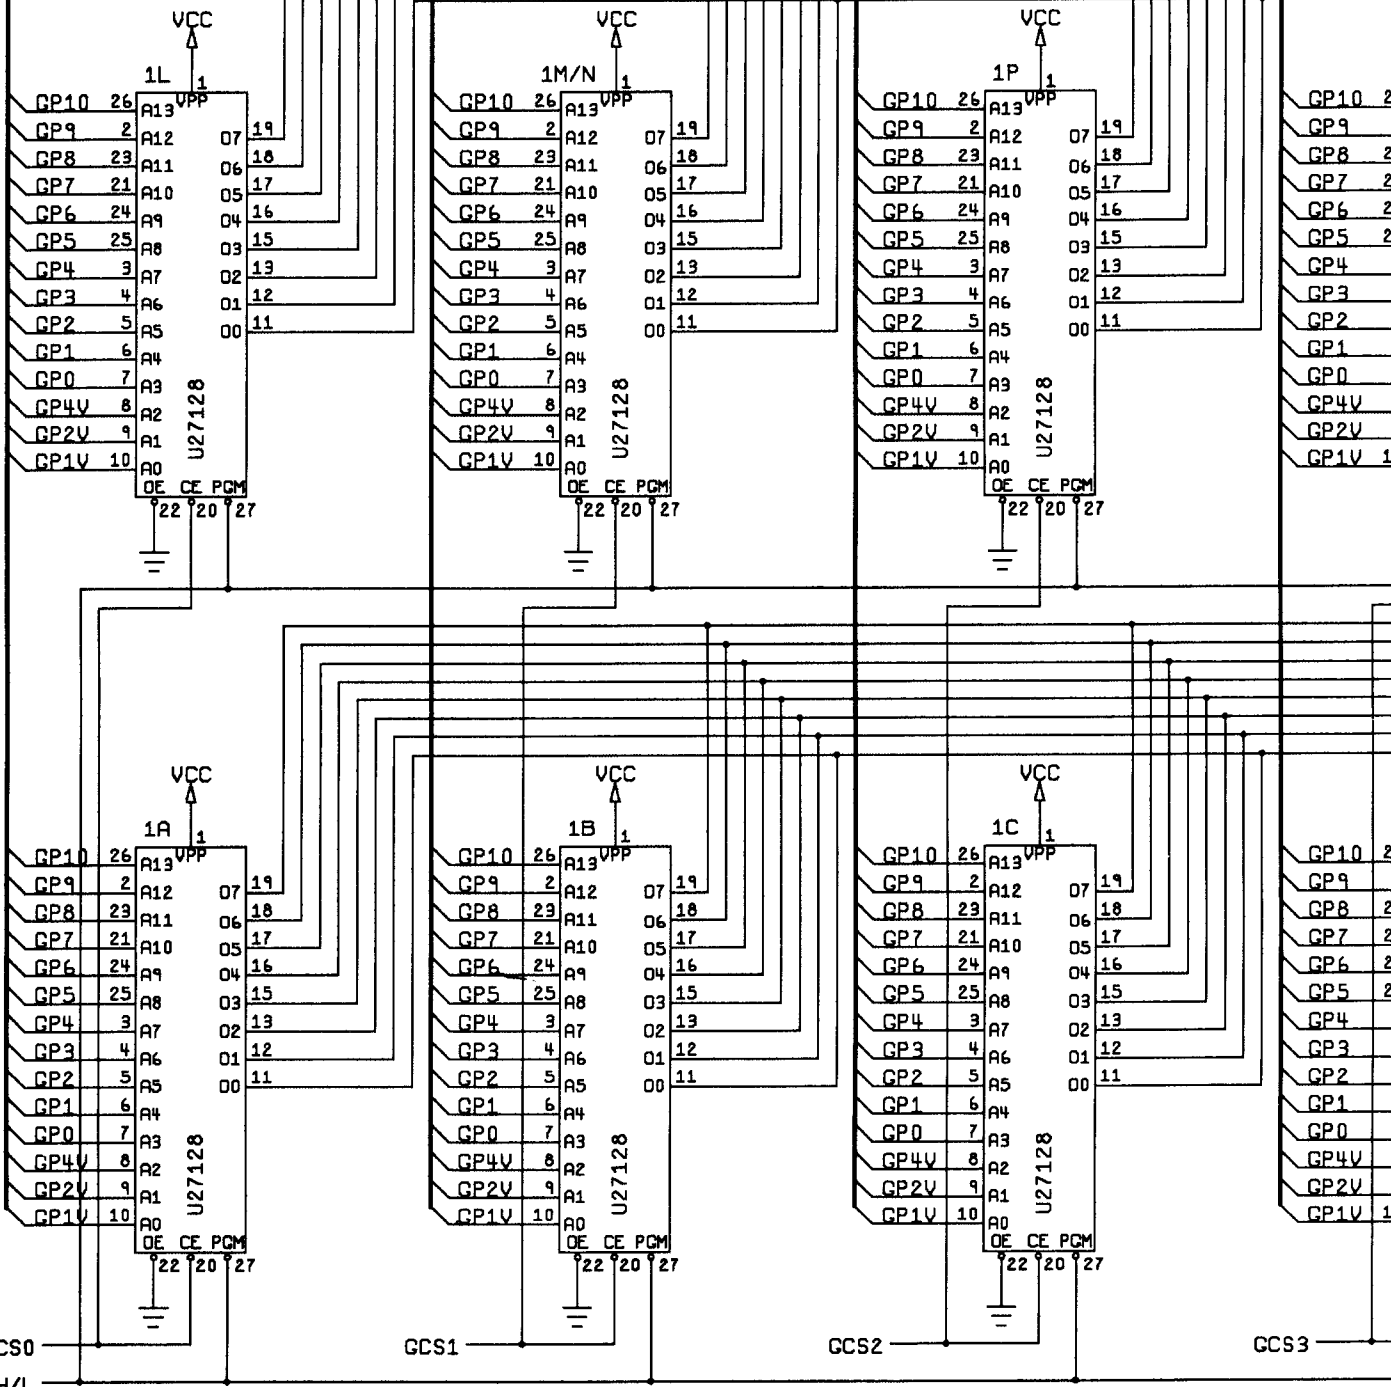 VCC VCC VCC
1L 1 1M/N 1 1P 1
VPP VPP VPP
GP10 26 A13 GP10 26 A13 GP10 26 A13 GP10 2
GP9 2 A12 O7 19 GP9 2 A12 O7 19 GP9 2 A12 O7 19 GP9
GP8 23 A11 O6 18 GP8 23 A11 O6 18 GP8 23 A11 O6 18 GP8 2
GP7 21 A10 O5 17 GP7 21 A10 O5 17 GP7 21 A10 O5 17 GP7 2
GP6 24 A9 O4 16 GP6 24 A9 O4 16 GP6 24 A9 O4 16 GP6 2
GP5 25 A8 O3 15 GP5 25 A8 O3 15 GP5 25 A8 O3 15 GP5 2
GP4 3 A7 O2 13 GP4 3 A7 O2 13 GP4 3 A7 O2 13 GP4
GP3 4 A6 O1 12 GP3 4 A6 O1 12 GP3 4 A6 O1 12 GP3
GP2 5 A5 O0 11 GP2 5 A5 O0 11 GP2 5 A5 O0 11 GP2
GP1 6 A4 GP1 6 A4 GP1 6 A4 GP1
GP0 7 A3 GP0 7 A3 GP0 7 A3 GP0
GP4V 8 A2 GP4V 8 A2 GP4V 8 A2 GP4V
U27128 U27128 U27128
GP2V 9 A1 GP2V 9 A1 GP2V 9 A1 GP2V
GP1V 10 A0 GP1V 10 A0 GP1V 10 A0 GP1V 1
OE CE PGM OE CE PGM OE CE PGM
22 20 27 22 20 27 22 20 27
VCC VCC VCC
1A 1 1B 1 1C 1
VPP VPP VPP
GP10 26 A13 GP10 26 A13 GP10 26 A13 GP10 2
GP9 2 A12 O7 19 GP9 2 A12 O7 19 GP9 2 A12 O7 19 GP9
GP8 23 A11 O6 18 GP8 23 A11 O6 18 GP8 23 A11 O6 18 GP8 2
GP7 21 A10 O5 17 GP7 21 A10 O5 17 GP7 21 A10 O5 17 GP7 2
GP6 24 A9 O4 16 GP6 24 A9 O4 16 GP6 24 A9 O4 16 GP6 2
GP5 25 A8 O3 15 GP5 25 A8 O3 15 GP5 25 A8 O3 15 GP5 2
GP4 3 A7 O2 13 GP4 3 A7 O2 13 GP4 3 A7 O2 13 GP4
GP3 4 A6 O1 12 GP3 4 A6 O1 12 GP3 4 A6 O1 12 GP3
GP2 5 A5 O0 11 GP2 5 A5 O0 11 GP2 5 A5 O0 11 GP2
GP1 6 A4 GP1 6 A4 GP1 6 A4 GP1
GP0 7 A3 GP0 7 A3 GP0 7 A3 GP0
GP4V 8 A2 GP4V 8 A2 GP4V 8 A2 GP4V
U27128 U27128 U27128
GP2V 9 A1 GP2V 9 A1 GP2V 9 A1 GP2V
GP1V 10 A0 GP1V 10 A0 GP1V 10 A0 GP1V 1
OE CE PGM OE CE PGM OE CE PGM
22 20 27 22 20 27 22 20 27
CS0 GCS1 GCS2 GCS3